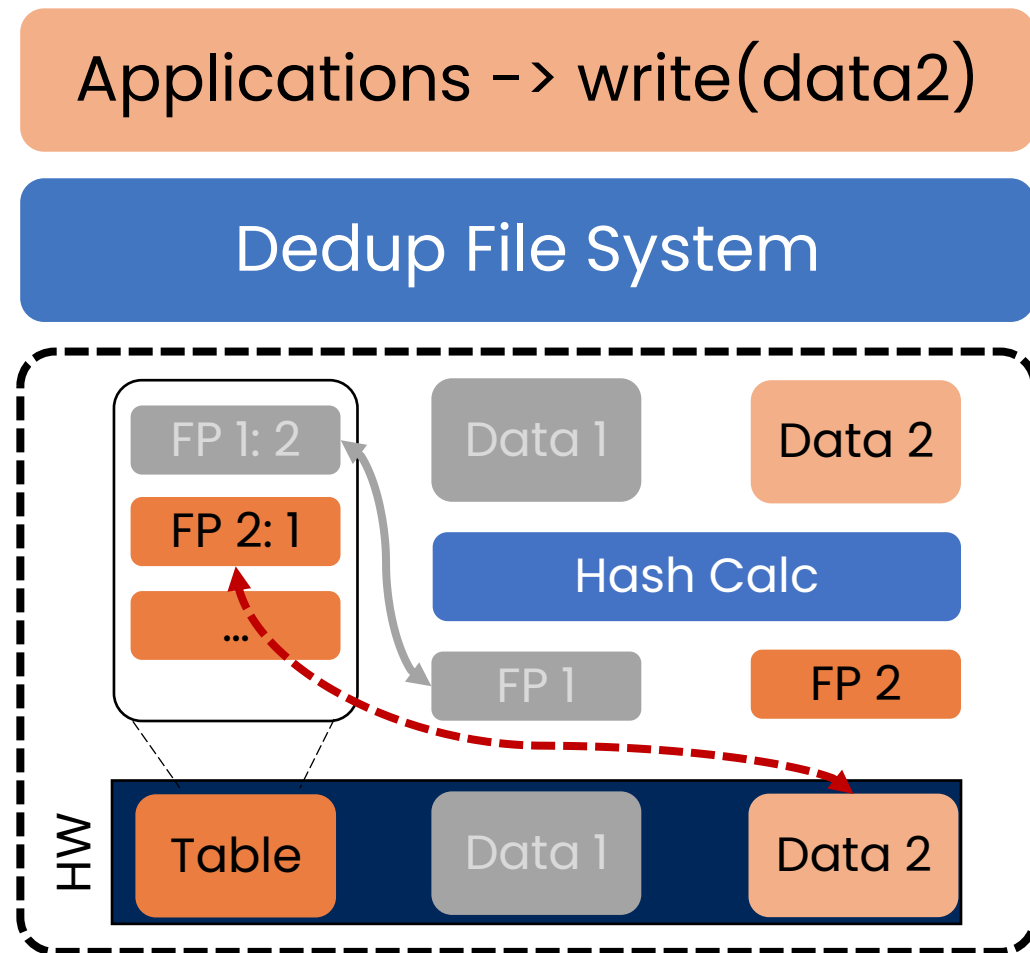 Applications -> write(data2)
Dedup File System
FP 1: 2
Data 1
Data 2
FP 2: 1
Hash Calc
...
FP 1
FP 2
HW
Table
Data 1
Data 2